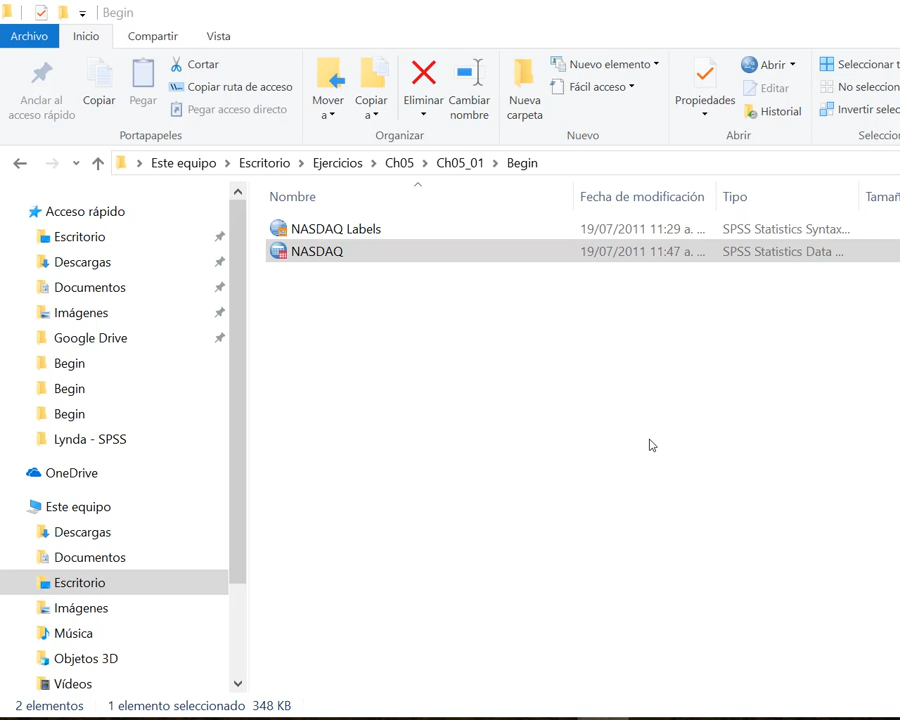 Begin
Archivo Inicio Compartir Vista
Anclar al acceso rápido
Copiar
Pegar
Cortar
Copiar ruta de acceso
Pegar acceso directo
Portapapeles
Mover a
Copiar a
Eliminar
Cambiar nombre
Organizar
Nueva carpeta
Nuevo elemento
Fácil acceso
Nuevo
Propiedades
Abrir
Editar
Historial
Abrir
Seleccionar t
No seleccion
Invertir selec
Seleccion
Este equipo > Escritorio > Ejercicios > Ch05 > Ch05_01 > Begin
Nombre Fecha de modificación Tipo Tamañ
NASDAQ Labels 19/07/2011 11:29 a. ... SPSS Statistics Syntax...
NASDAQ 19/07/2011 11:47 a. ... SPSS Statistics Data ...
Acceso rápido
Escritorio
Descargas
Documentos
Imágenes
Google Drive
Begin
Begin
Begin
Lynda - SPSS
OneDrive
Este equipo
Descargas
Documentos
Escritorio
Imágenes
Música
Objetos 3D
Vídeos
2 elementos 1 elemento seleccionado 348 KB